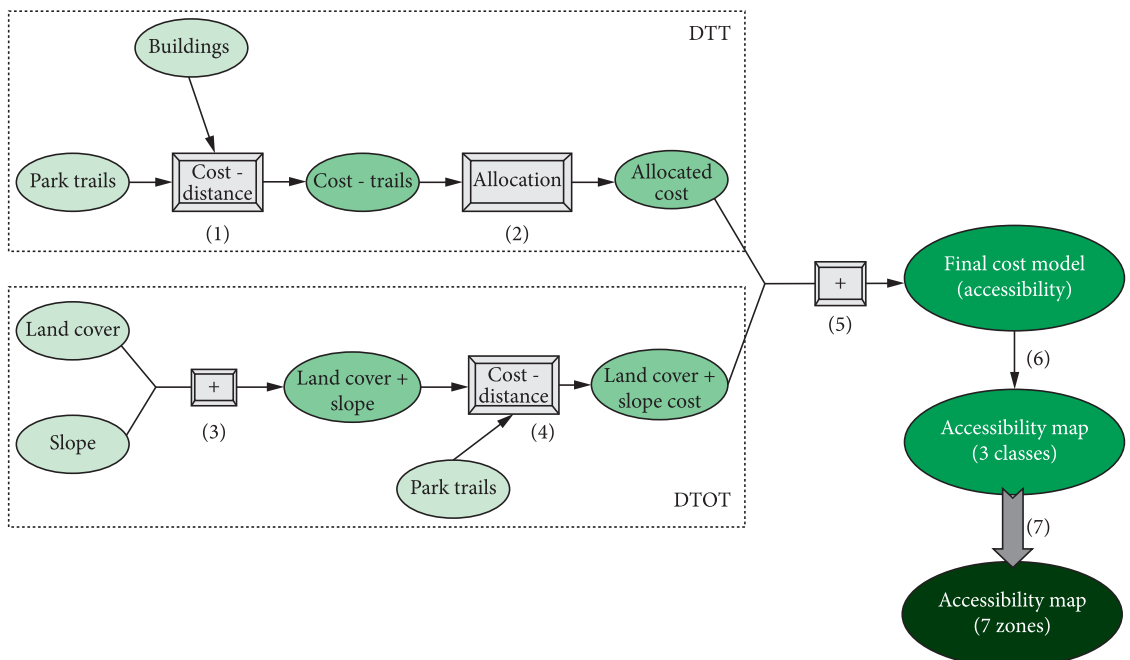 DTT
Buildings
Park trails
Cost -
distance
(1)
Cost - trails
Allocation
(2)
Allocated
cost
Land cover
Slope
+
(3)
Land cover +
slope
Cost -
distance
(4)
Park trails
Land cover +
slope cost
DTOT
+
(5)
Final cost model
(accessibility)
(6)
Accessibility map
(3 classes)
(7)
Accessibility map
(7 zones)